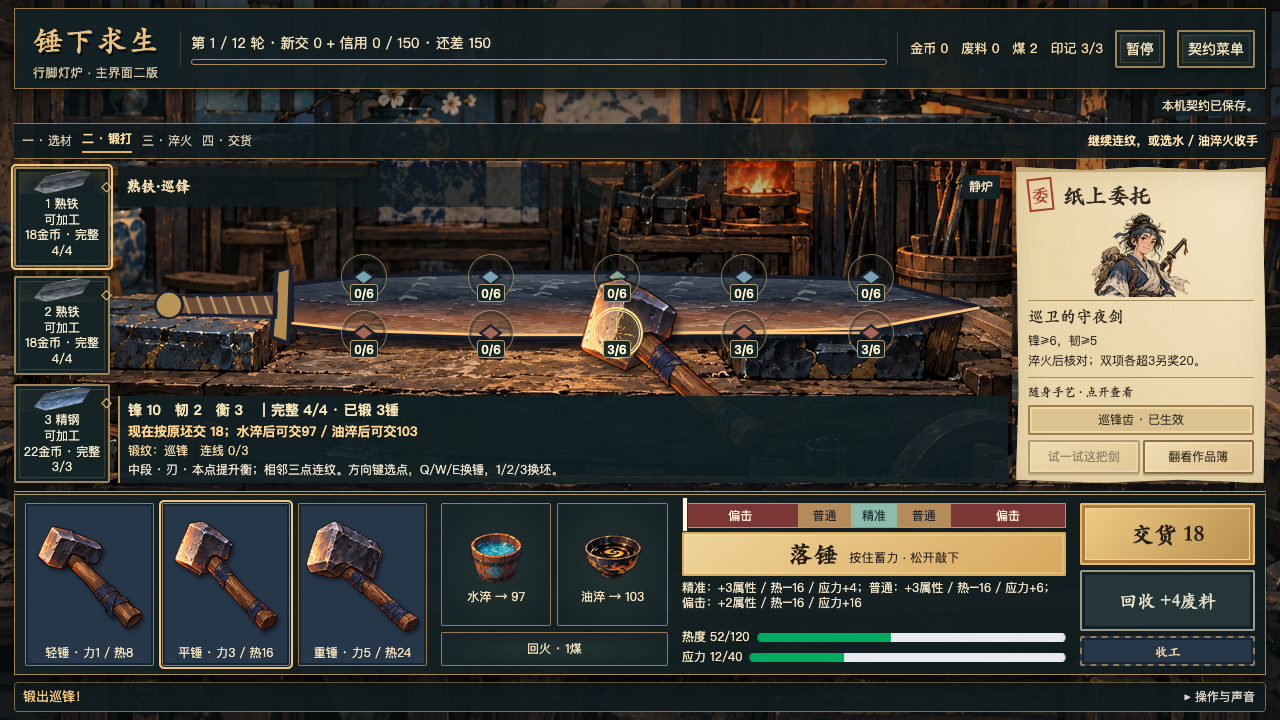 锤下求生
行脚灯炉 · 主界面二版
第 1 / 12 轮 · 新交 0 + 信用 0 / 150 · 还差 150
金币 0 废料 0 煤 2 印记 3/3
暂停
契约菜单
本机契约已保存。
一 · 选材 二 · 锻打 三 · 淬火 四 · 交货
继续连纹，或选水 / 油淬火收手
1 熟铁
可加工
18金币 · 完整
4/4
2 熟铁
可加工
18金币 · 完整
4/4
3 精钢
可加工
22金币 · 完整
3/3
熟铁·巡锋
静炉
0/6 0/6 0/6 0/6 0/6
0/6 0/6 3/6 3/6 3/6
锋 10 韧 2 衡 3 | 完整 4/4 · 已锻 3锤
现在按原坯交 18；水淬后可交97 / 油淬后可交103
锻纹：巡锋 连线 0/3
中段 · 刃 · 本点提升衡；相邻三点连纹。方向键选点，Q/W/E换锤，1/2/3换坯。
委
纸上委托
巡卫的守夜剑
锋≥6，韧≥5
淬火后核对；双项各超3另奖20。
随身手艺 · 点开查看
巡锋齿 · 已生效
试一试这把剑
翻看作品簿
轻锤 · 力1 / 热8
平锤 · 力3 / 热16
重锤 · 力5 / 热24
水淬 → 97
油淬 → 103
回火 · 1煤
偏击 普通 精准 普通 偏击
落锤 按住蓄力 · 松开敲下
精准：+3属性 / 热−16 / 应力+4；普通：+3属性 / 热−16 / 应力+6；
偏击：+2属性 / 热−16 / 应力+16
热度 52/120
应力 12/40
交货 18
回收 +4废料
收工
锻出巡锋！
▸ 操作与声音